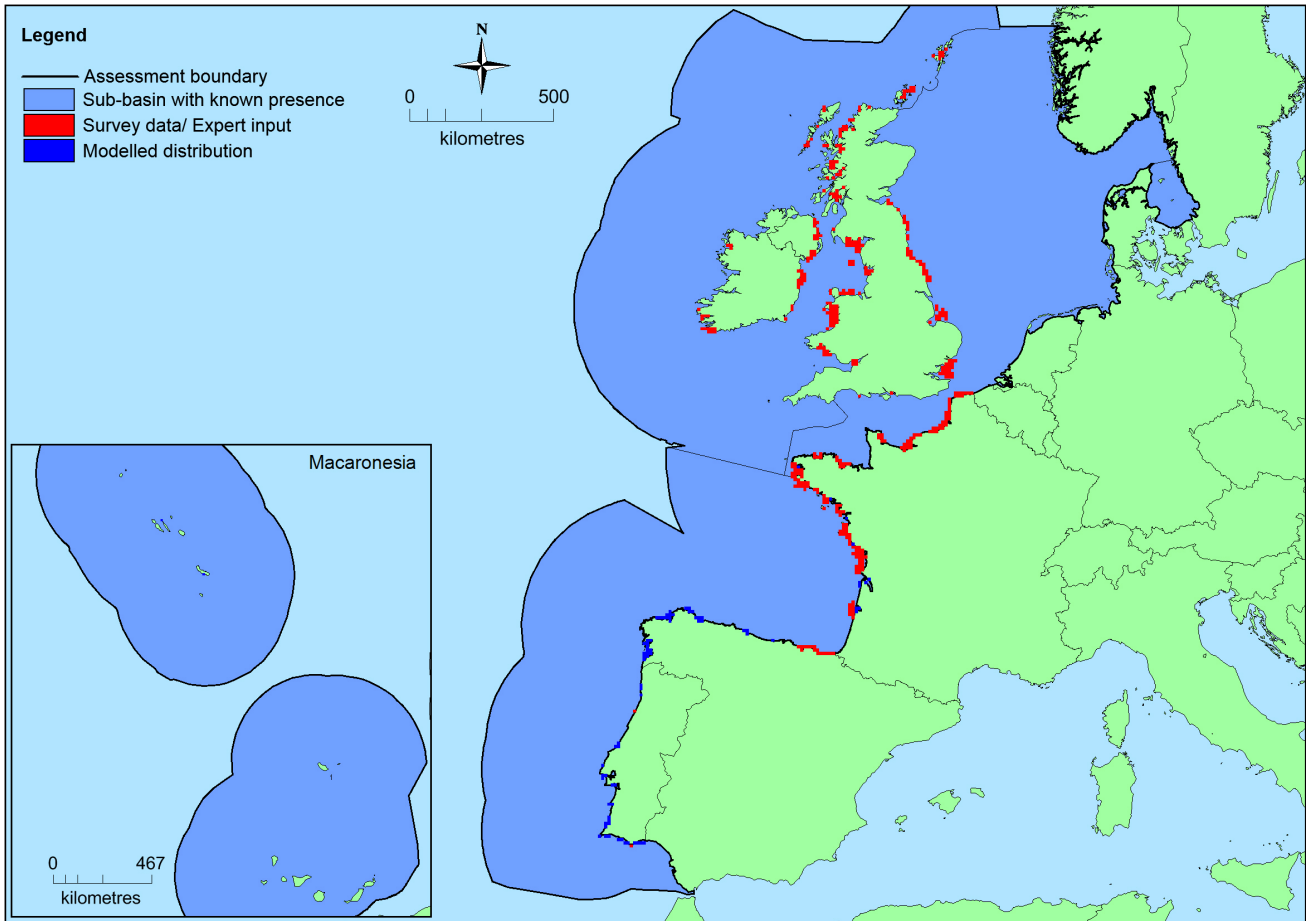 Legend
Assessment boundary
Sub-basin with known presence
Survey data/ Expert input
Modelled distribution
N
0 500
kilometres
Macaronesia
0 467
kilometres